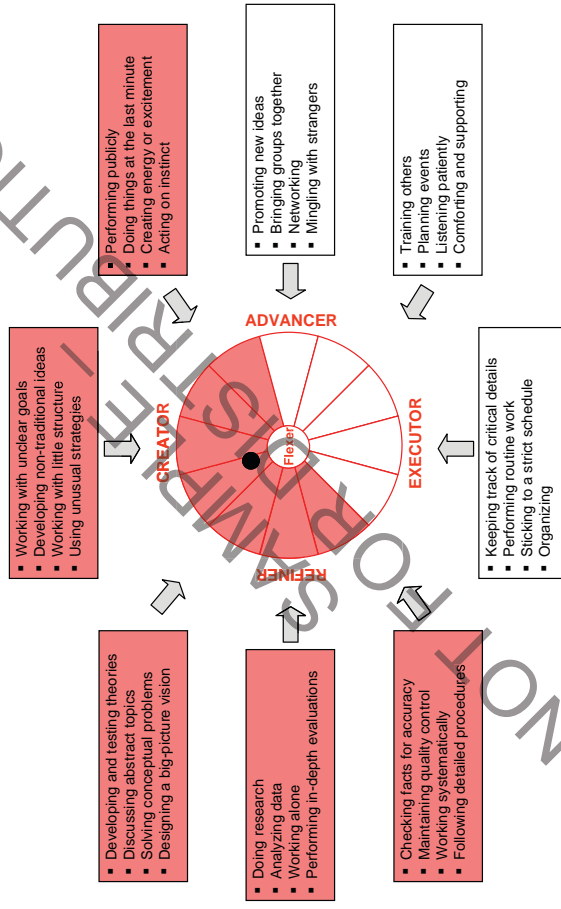 ▪ Working with unclear goals
▪ Developing non-traditional ideas
▪ Working with little structure
▪ Using unusual strategies
▪ Developing and testing theories
▪ Discussing abstract topics
▪ Solving conceptual problems
▪ Designing a big-picture vision
▪ Performing publicly
▪ Doing things at the last minute
▪ Creating energy or excitement
▪ Acting on instinct
CREATOR
▪ Doing research
▪ Analyzing data
▪ Working alone
▪ Performing in-depth evaluations
REFINER
Flexer
ADVANCER
▪ Promoting new ideas
▪ Bringing groups together
▪ Networking
▪ Mingling with strangers
EXECUTOR
▪ Checking facts for accuracy
▪ Maintaining quality control
▪ Working systematically
▪ Following detailed procedures
▪ Keeping track of critical details
▪ Performing routine work
▪ Sticking to a strict schedule
▪ Organizing
▪ Training others
▪ Planning events
▪ Listening patiently
▪ Comforting and supporting
SAMPLE –
NOT FOR DISTRIBUTIO